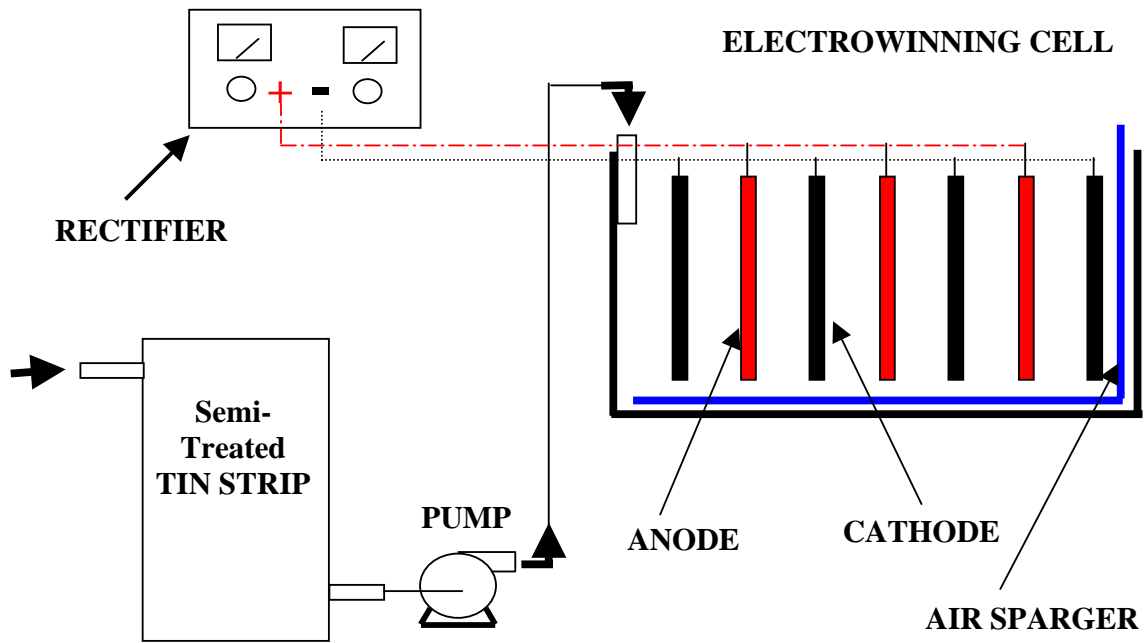 ELECTROWINNING CELL
+ -
RECTIFIER
Semi-
Treated
TIN STRIP
PUMP
ANODE
CATHODE
AIR SPARGER